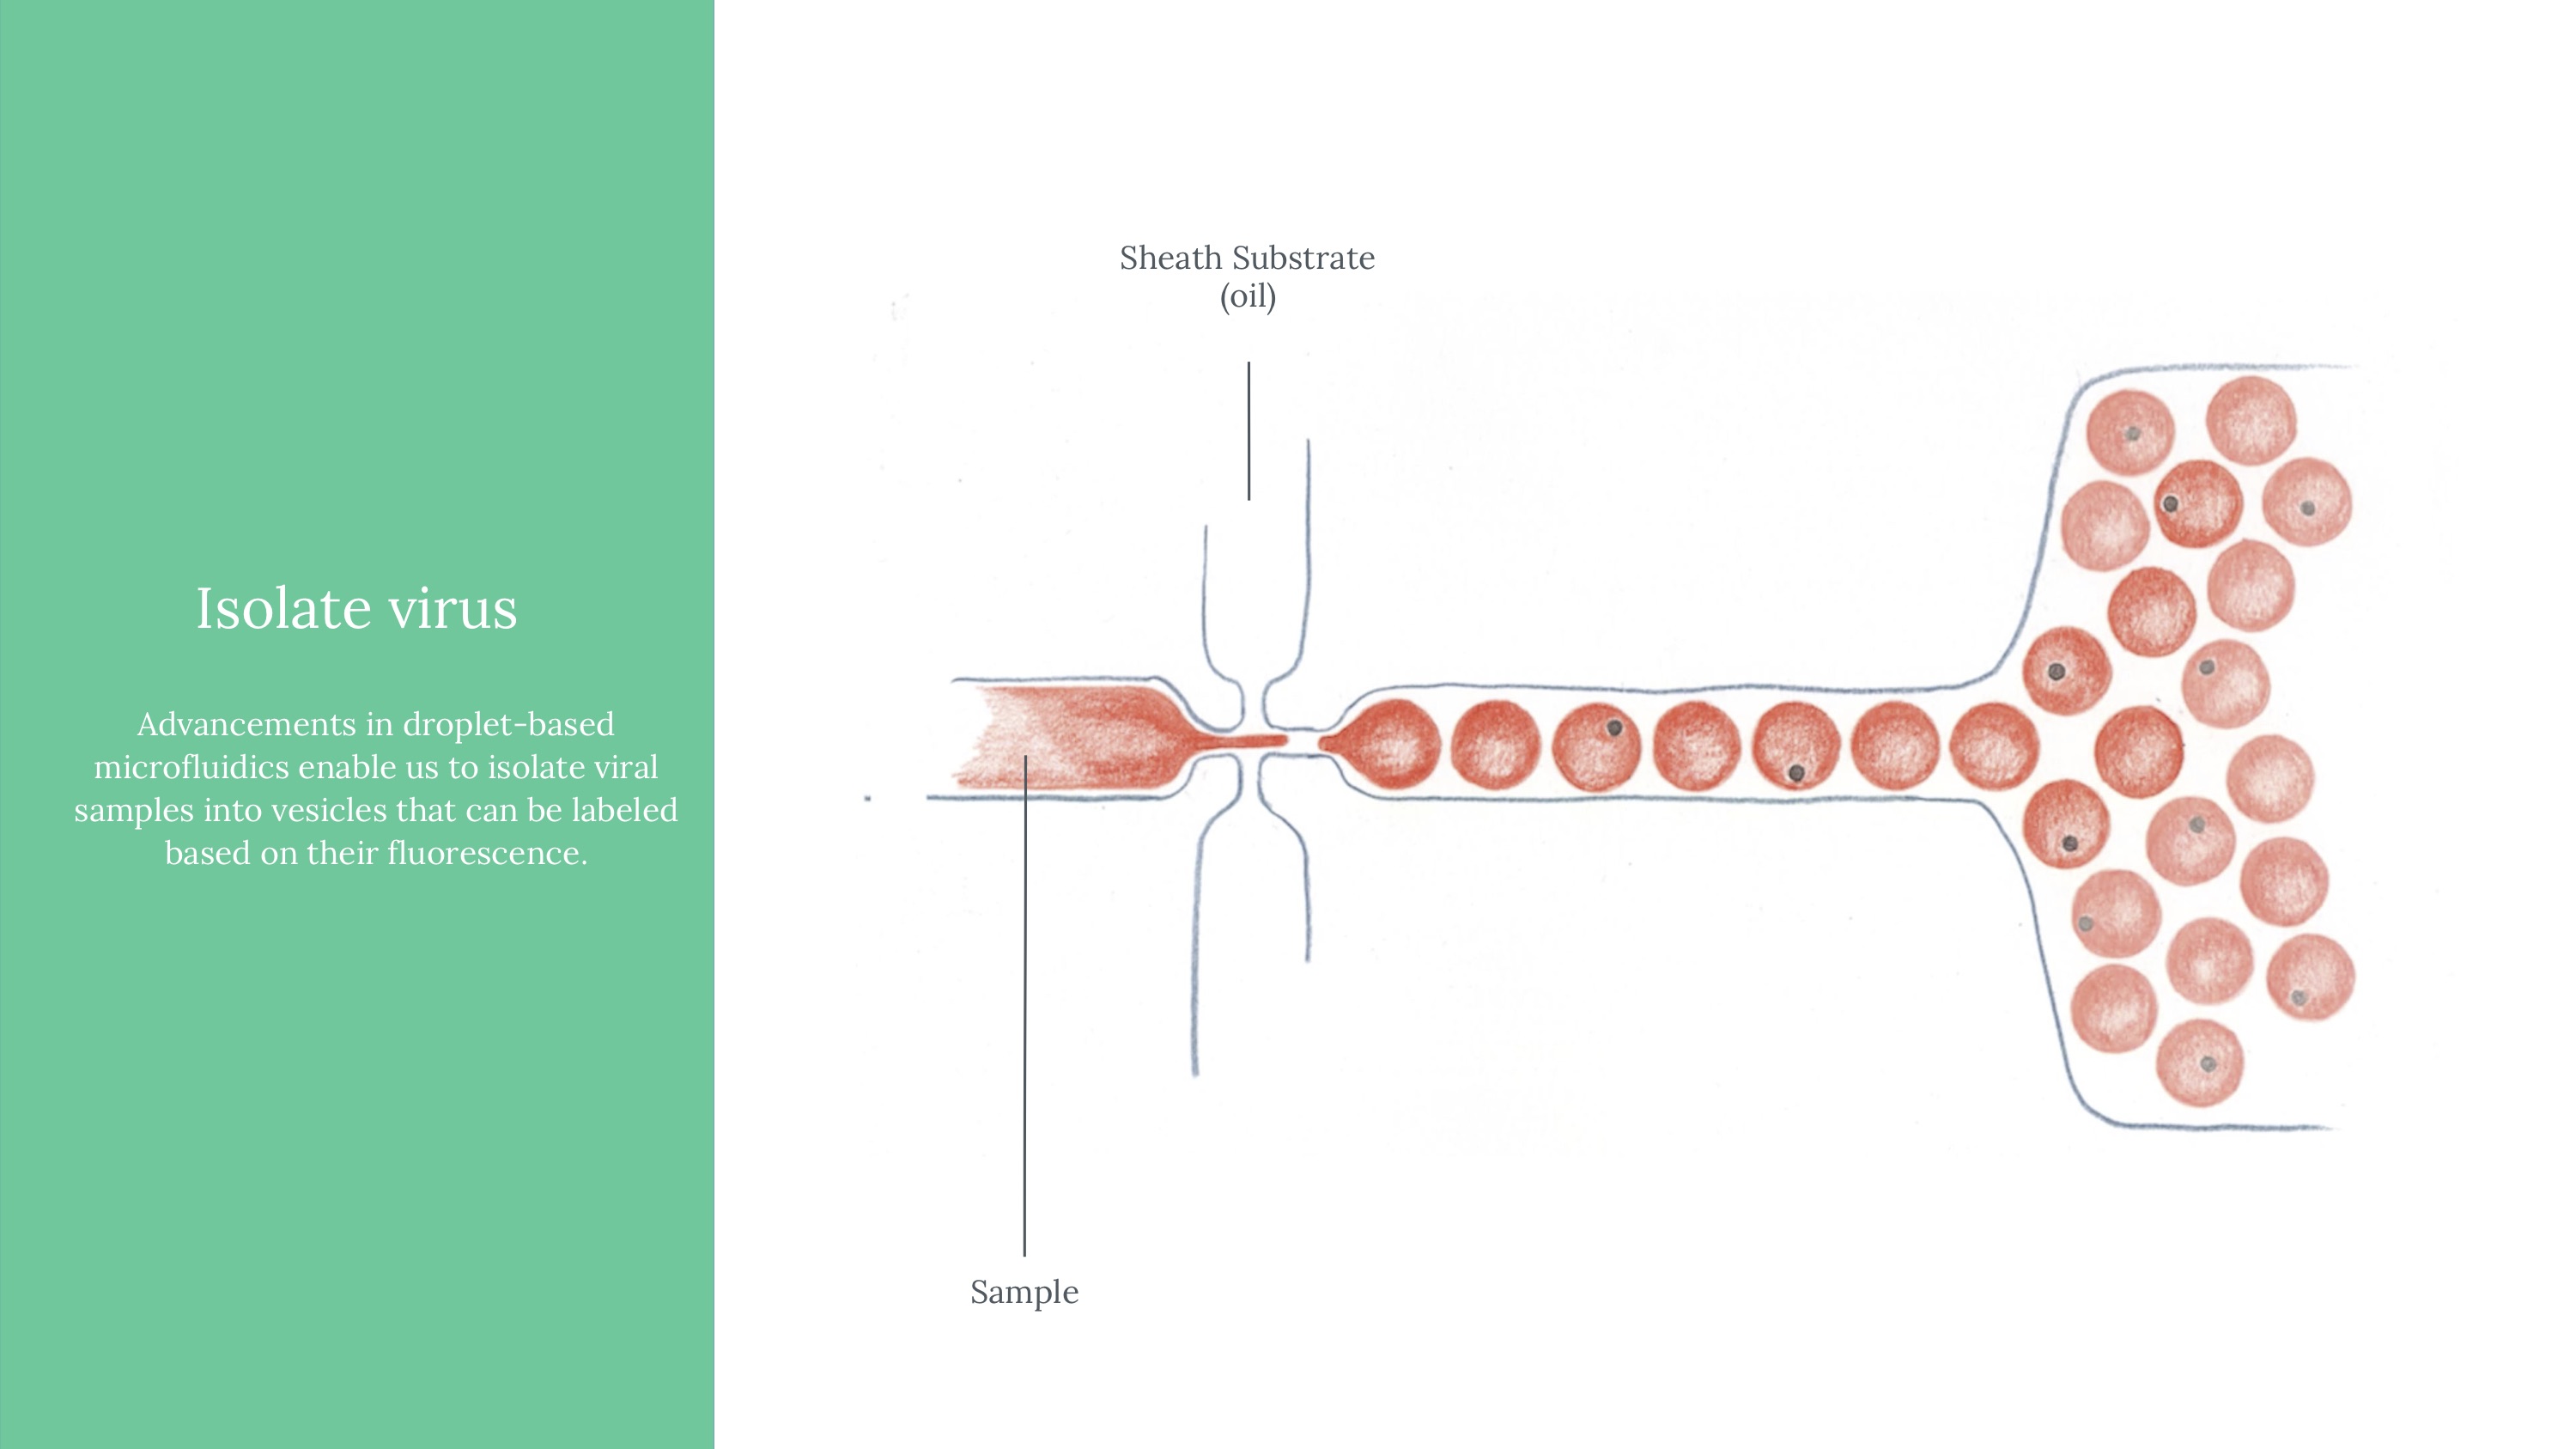 Isolate virus
Advancements in droplet-based
microfluidics enable us to isolate viral
samples into vesicles that can be labeled
based on their fluorescence.
Sheath Substrate
(oil)
Sample